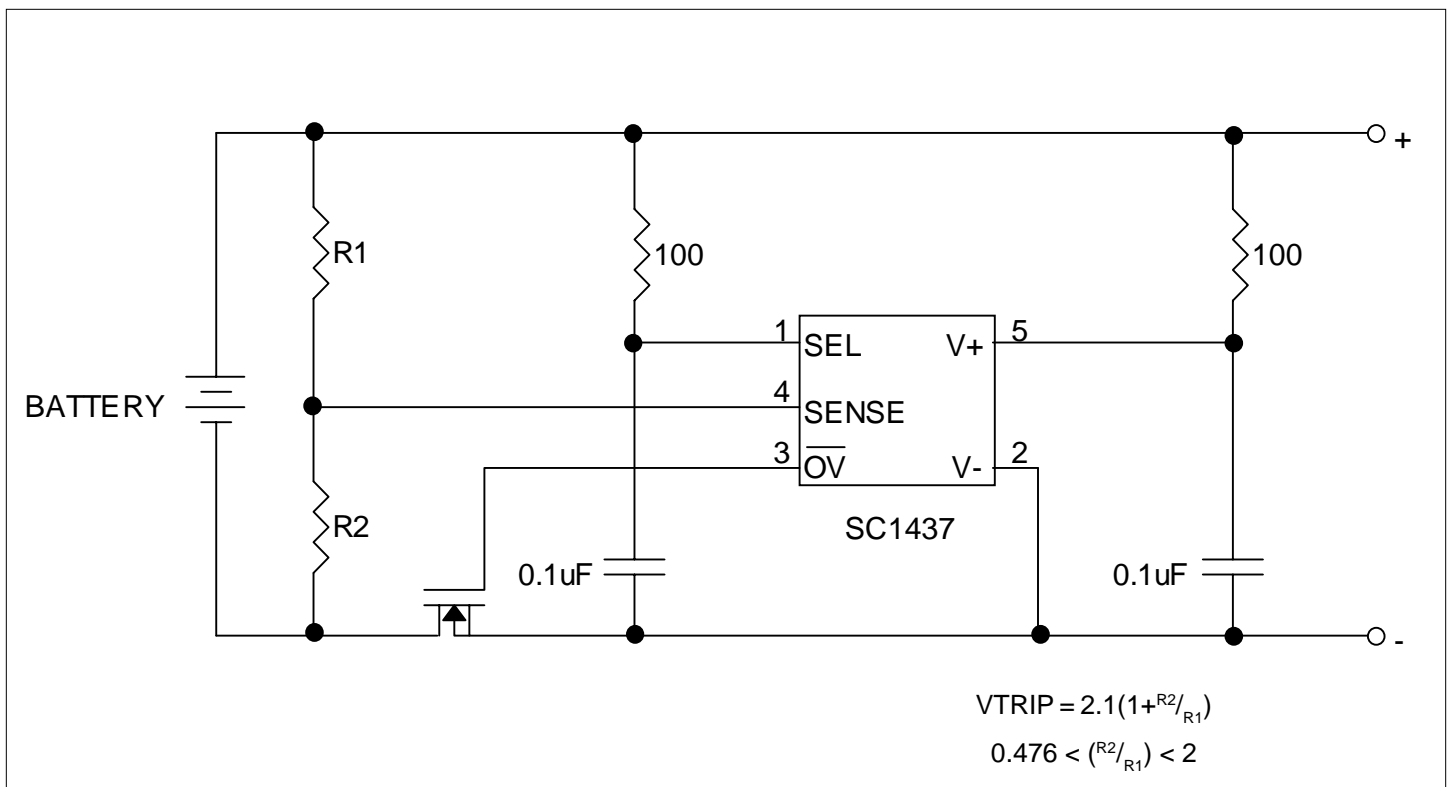 +
R1
100
100
1
SEL
V+
5
BATTERY
4
SENSE
3
OV
V-
2
R2
SC1437
0.1uF
0.1uF
-
VTRIP = 2.1(1+R2/R1)
0.476 < (R2/R1) < 2